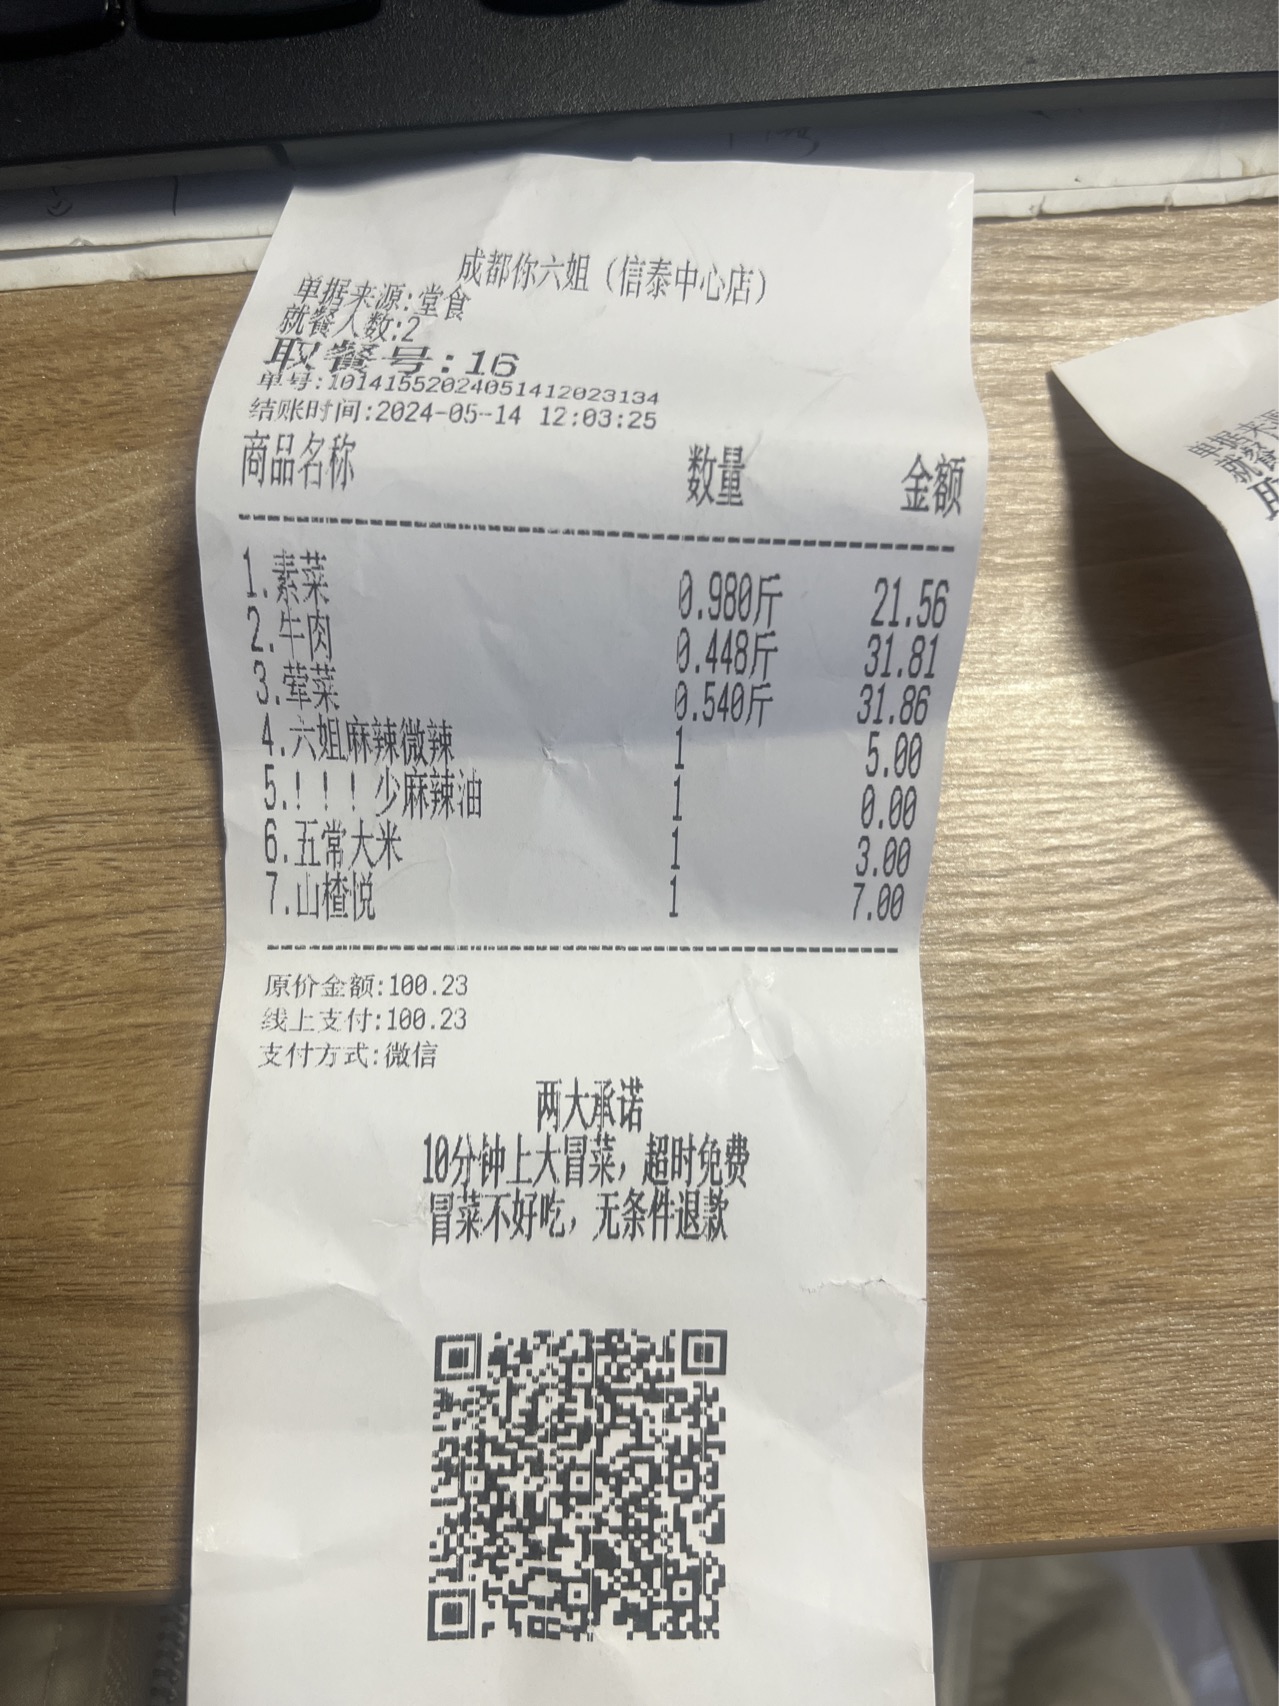 成都你六姐（信泰中心店）
单据来源:堂食
就餐人数:2
取餐号:16
单号:10141552024051412023134
结账时间:2024-05-14 12:03:25
商品名称 数量 金额
1.素菜 0.980斤 21.56
2.牛肉 0.448斤 31.81
3.荤菜 0.540斤 31.86
4.六姐麻辣微辣 1 5.00
5.！！！少麻辣油 1 0.00
6.五常大米 1 3.00
7.山楂悦 1 7.00
原价金额:100.23
线上支付:100.23
支付方式:微信
两大承诺
10分钟上大冒菜，超时免费
冒菜不好吃，无条件退款
单据来源
就餐